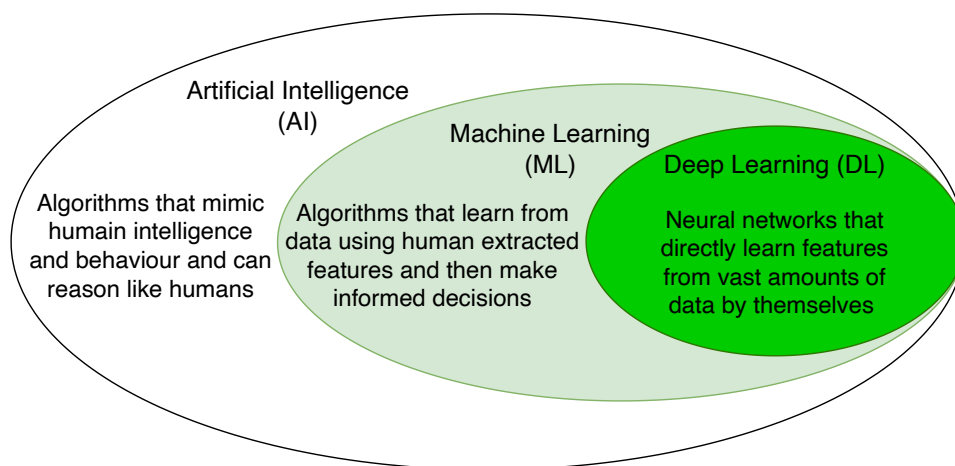 Artificial Intelligence
(AI)
Algorithms that mimic
humain intelligence
and behaviour and can
reason like humans
Machine Learning
(ML)
Algorithms that learn from
data using human extracted
features and then make
informed decisions
Deep Learning (DL)
Neural networks that
directly learn features
from vast amounts of
data by themselves